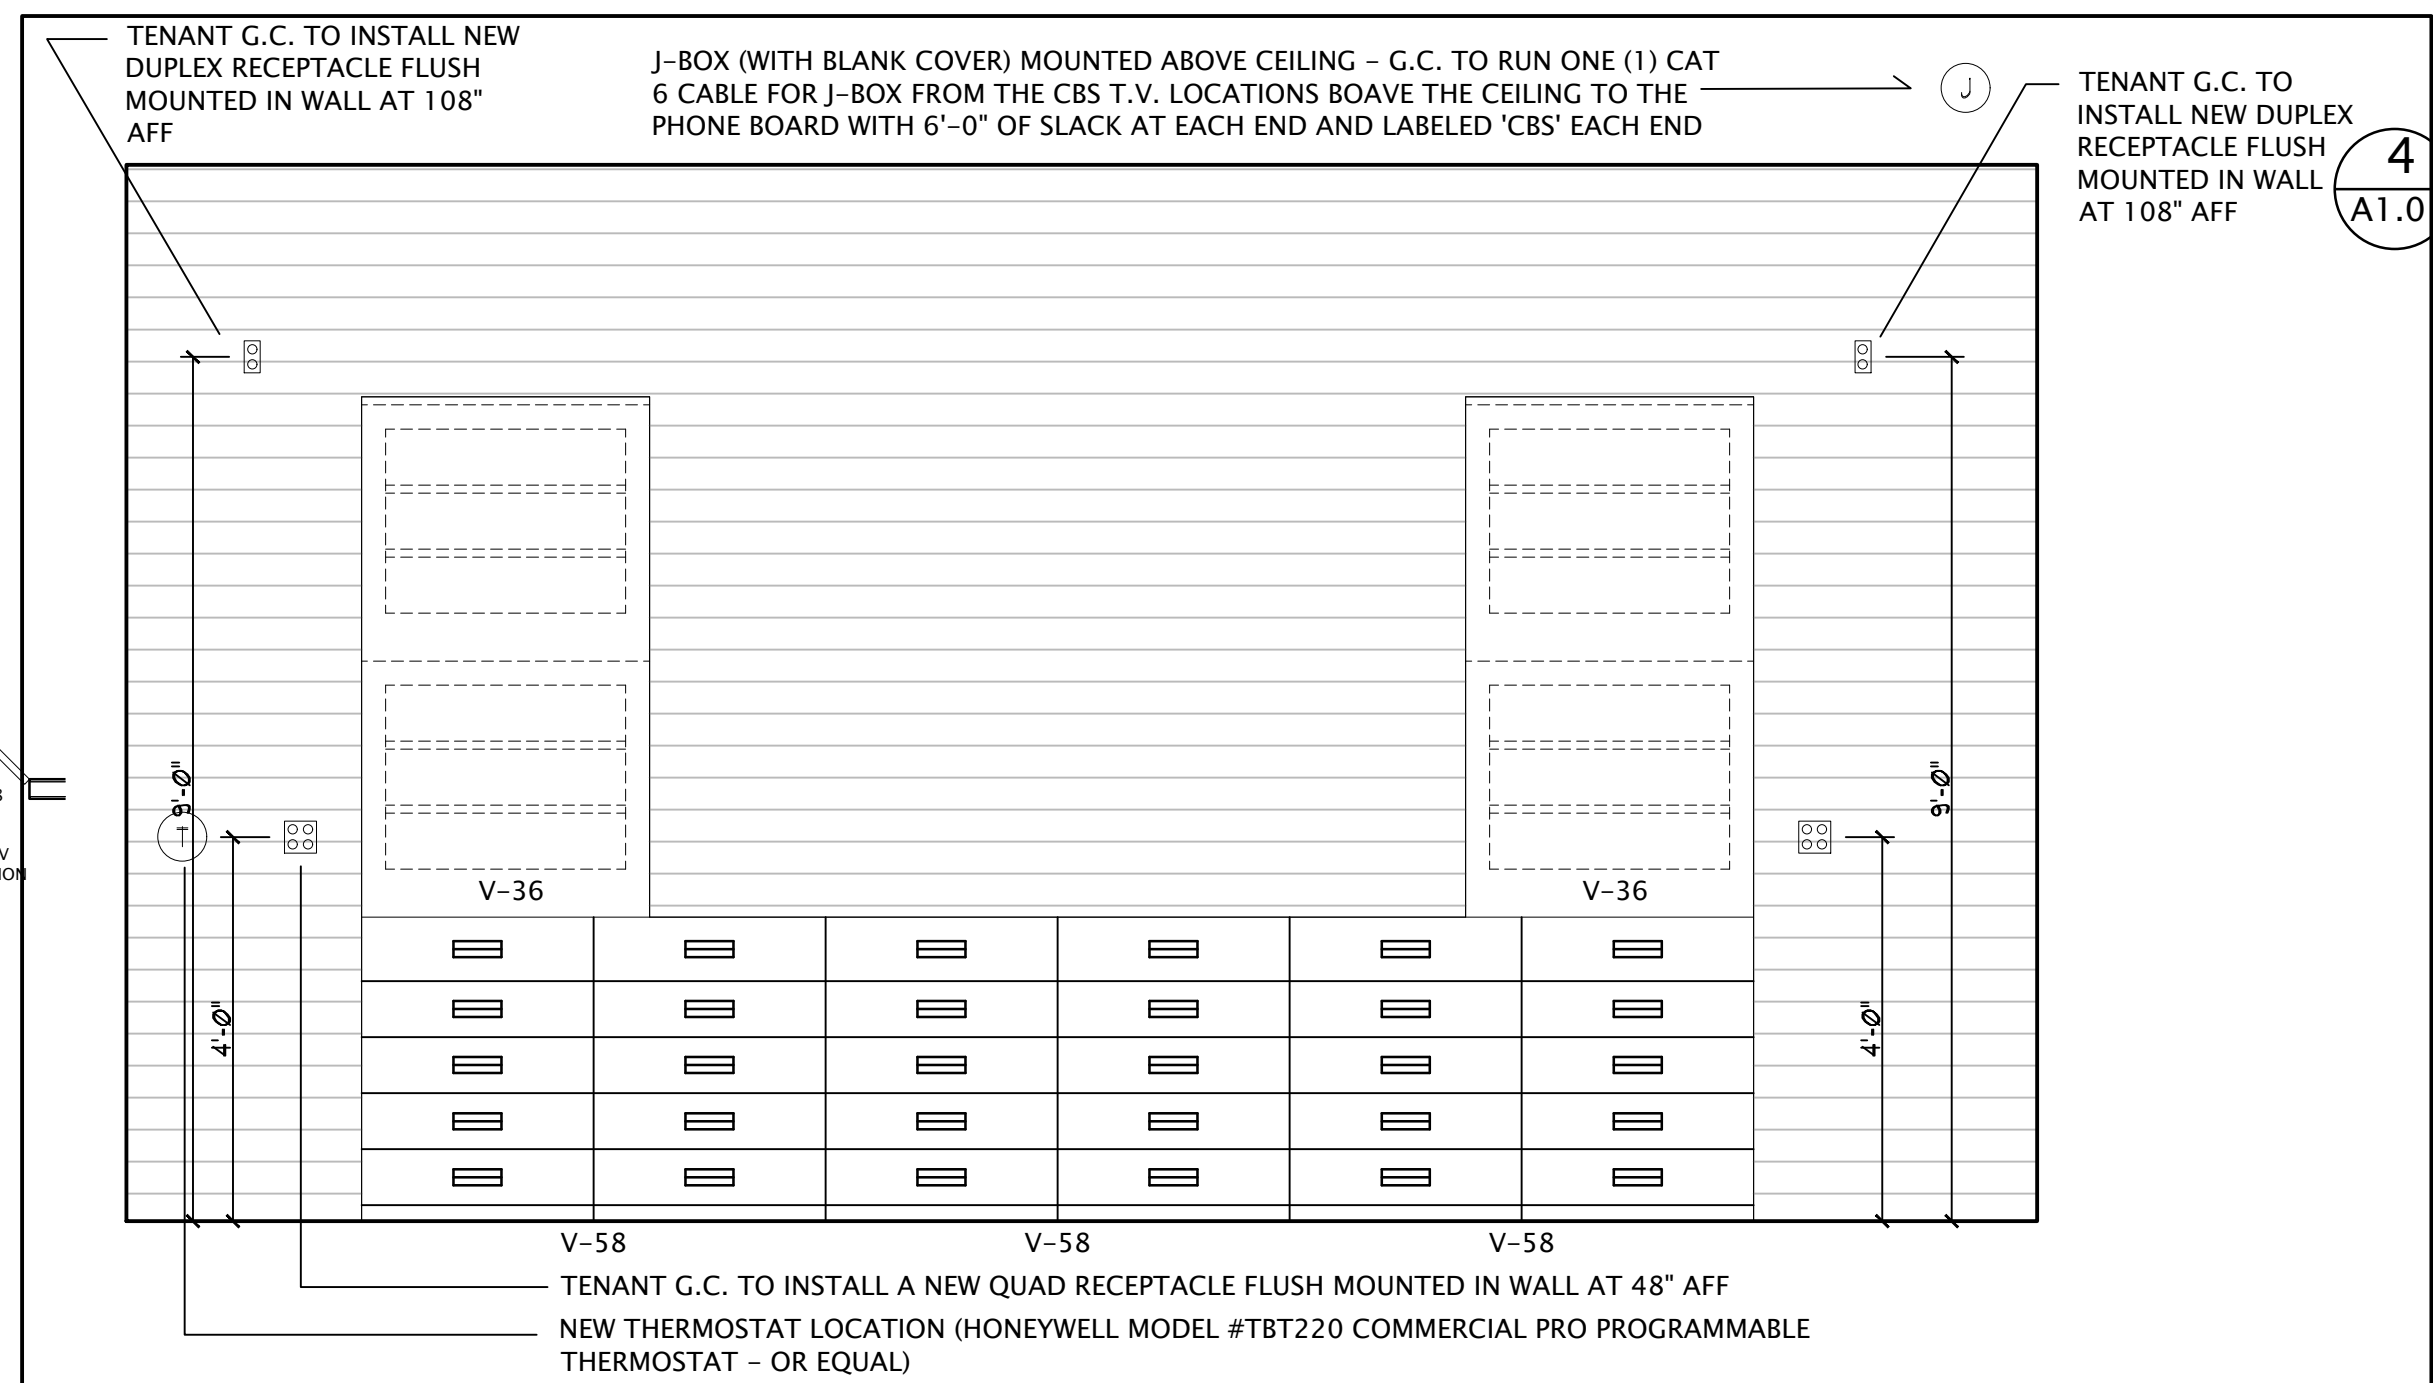 TENANT G.C. TO INSTALL NEW
DUPLEX RECEPTACLE FLUSH
MOUNTED IN WALL AT 108"
AFF
J-BOX (WITH BLANK COVER) MOUNTED ABOVE CEILING - G.C. TO RUN ONE (1) CAT
6 CABLE FOR J-BOX FROM THE CBS T.V. LOCATIONS BOAVE THE CEILING TO THE
PHONE BOARD WITH 6'-0" OF SLACK AT EACH END AND LABELED 'CBS' EACH END
J
TENANT G.C. TO
INSTALL NEW DUPLEX
RECEPTACLE FLUSH
MOUNTED IN WALL
AT 108" AFF
4
A1.0
9'-0"
9'-0"
T
4'-0"
4'-0"
V-36
V-36
V-58
V-58
V-58
TENANT G.C. TO INSTALL A NEW QUAD RECEPTACLE FLUSH MOUNTED IN WALL AT 48" AFF
NEW THERMOSTAT LOCATION (HONEYWELL MODEL #TBT220 COMMERCIAL PRO PROGRAMMABLE
THERMOSTAT - OR EQUAL)